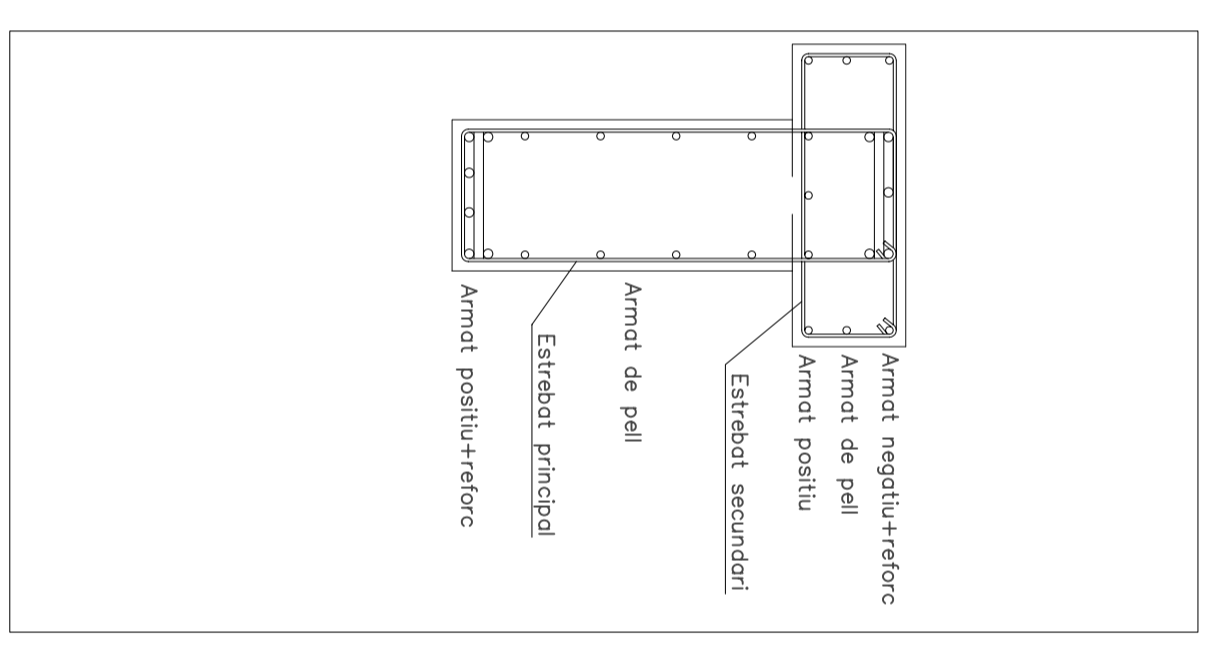 Armat negatiu+reforc
Armat de pell
Armat positiu
Estrebat secundari
Armat de pell
Estrebat principal
Armat positiu+reforc